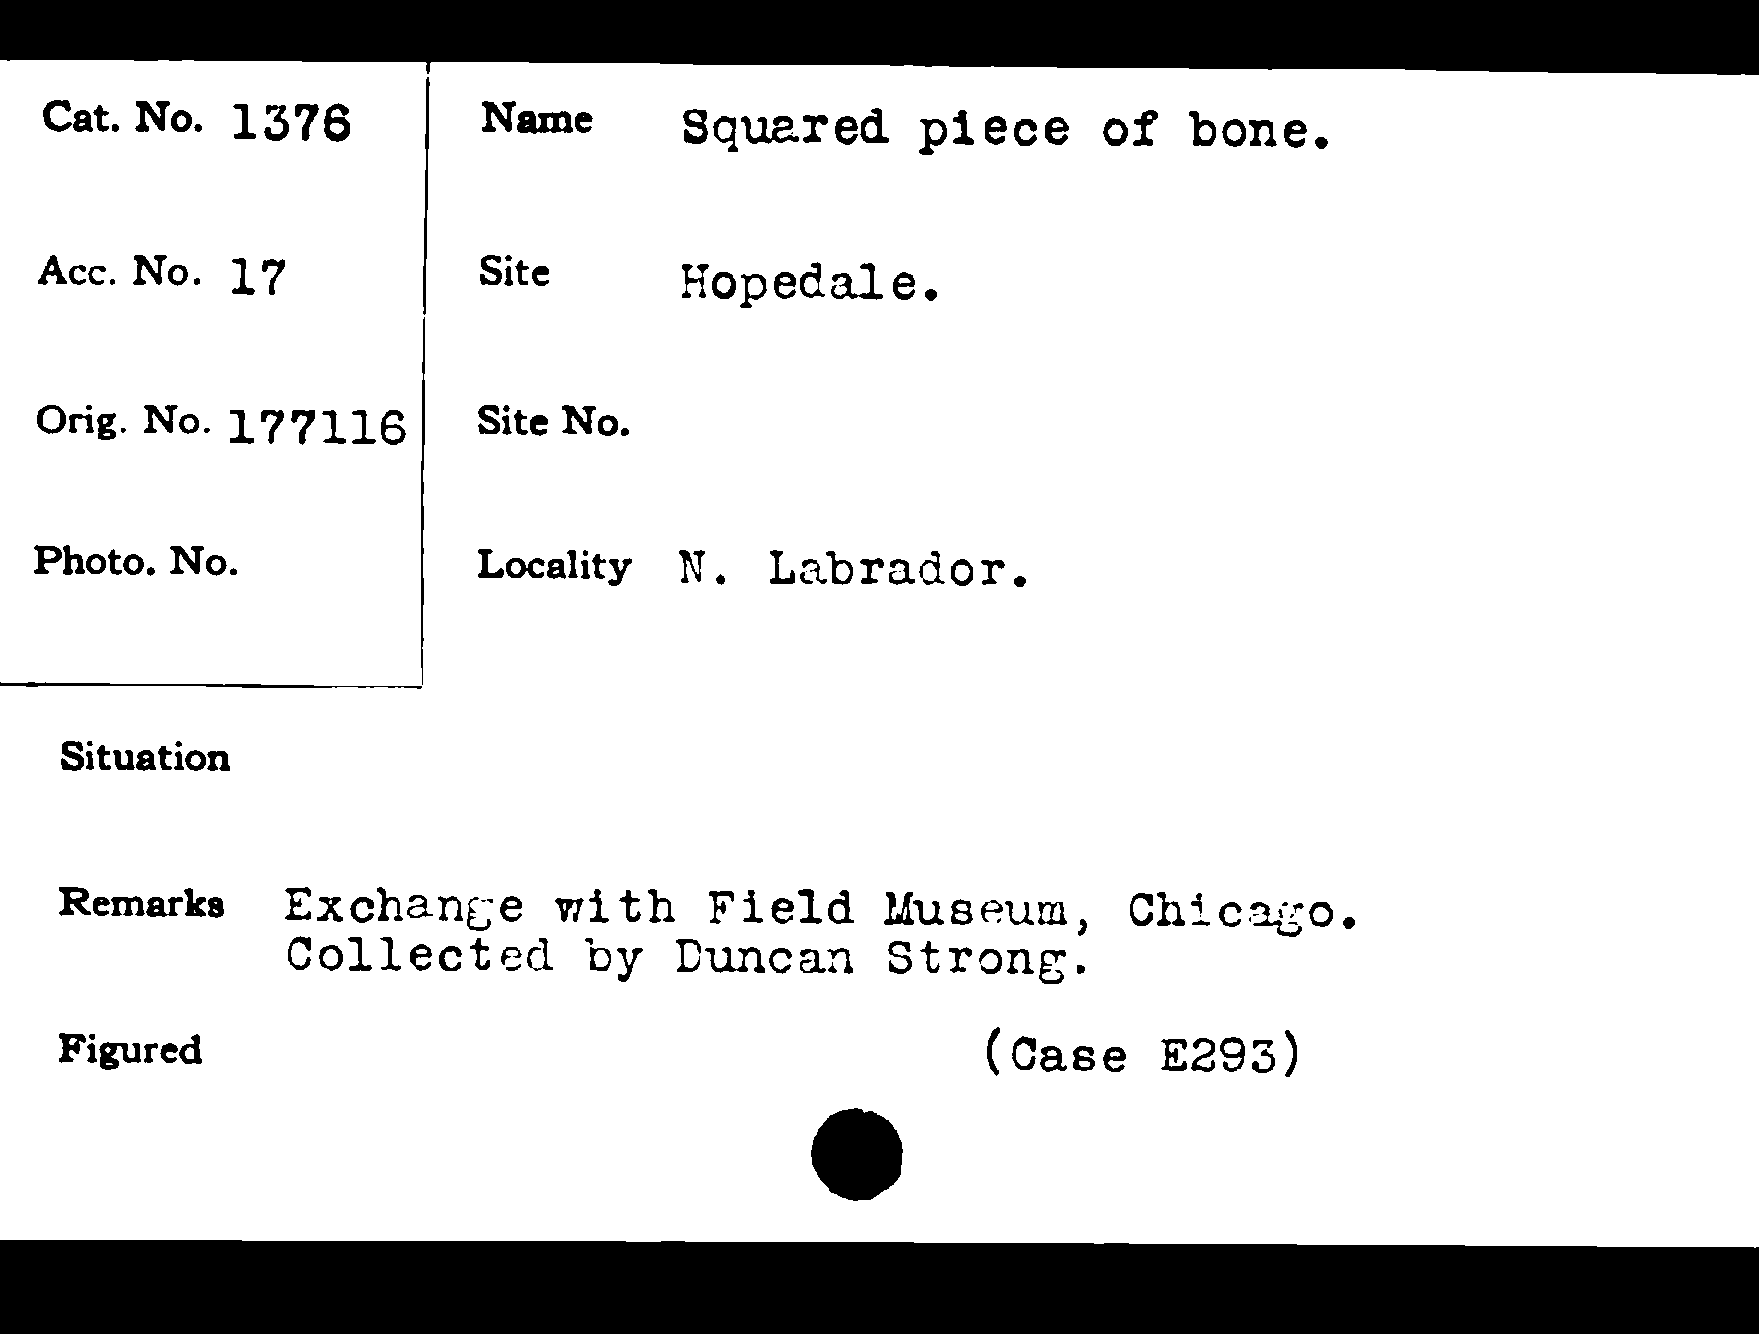 Cat. No. 1376
Name Squared piece of bone.
Acc. No. 17
Site Hopedale.
Orig. No. 177116
Site No.
Photo. No.
Locality N. Labrador.
Situation
Remarks Exchange with Field Museum, Chicago.
Collected by Duncan Strong.
Figured (Case E293)